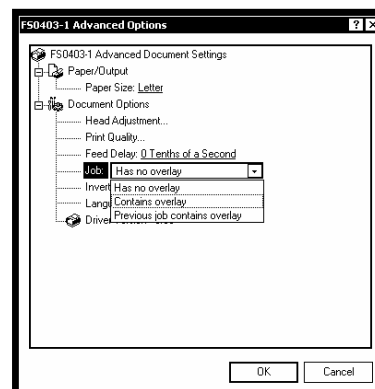 FS0403-1 Advanced Options
FS0403-1 Advanced Document Settings
Paper/Output
Paper Size: Letter
Document Options
Head Adjustment...
Print Quality...
Feed Delay: 0 Tenths of a Second
Job: Has no overlay
Invert Has no overlay
Contains overlay
Previous job contains overlay
OK Cancel